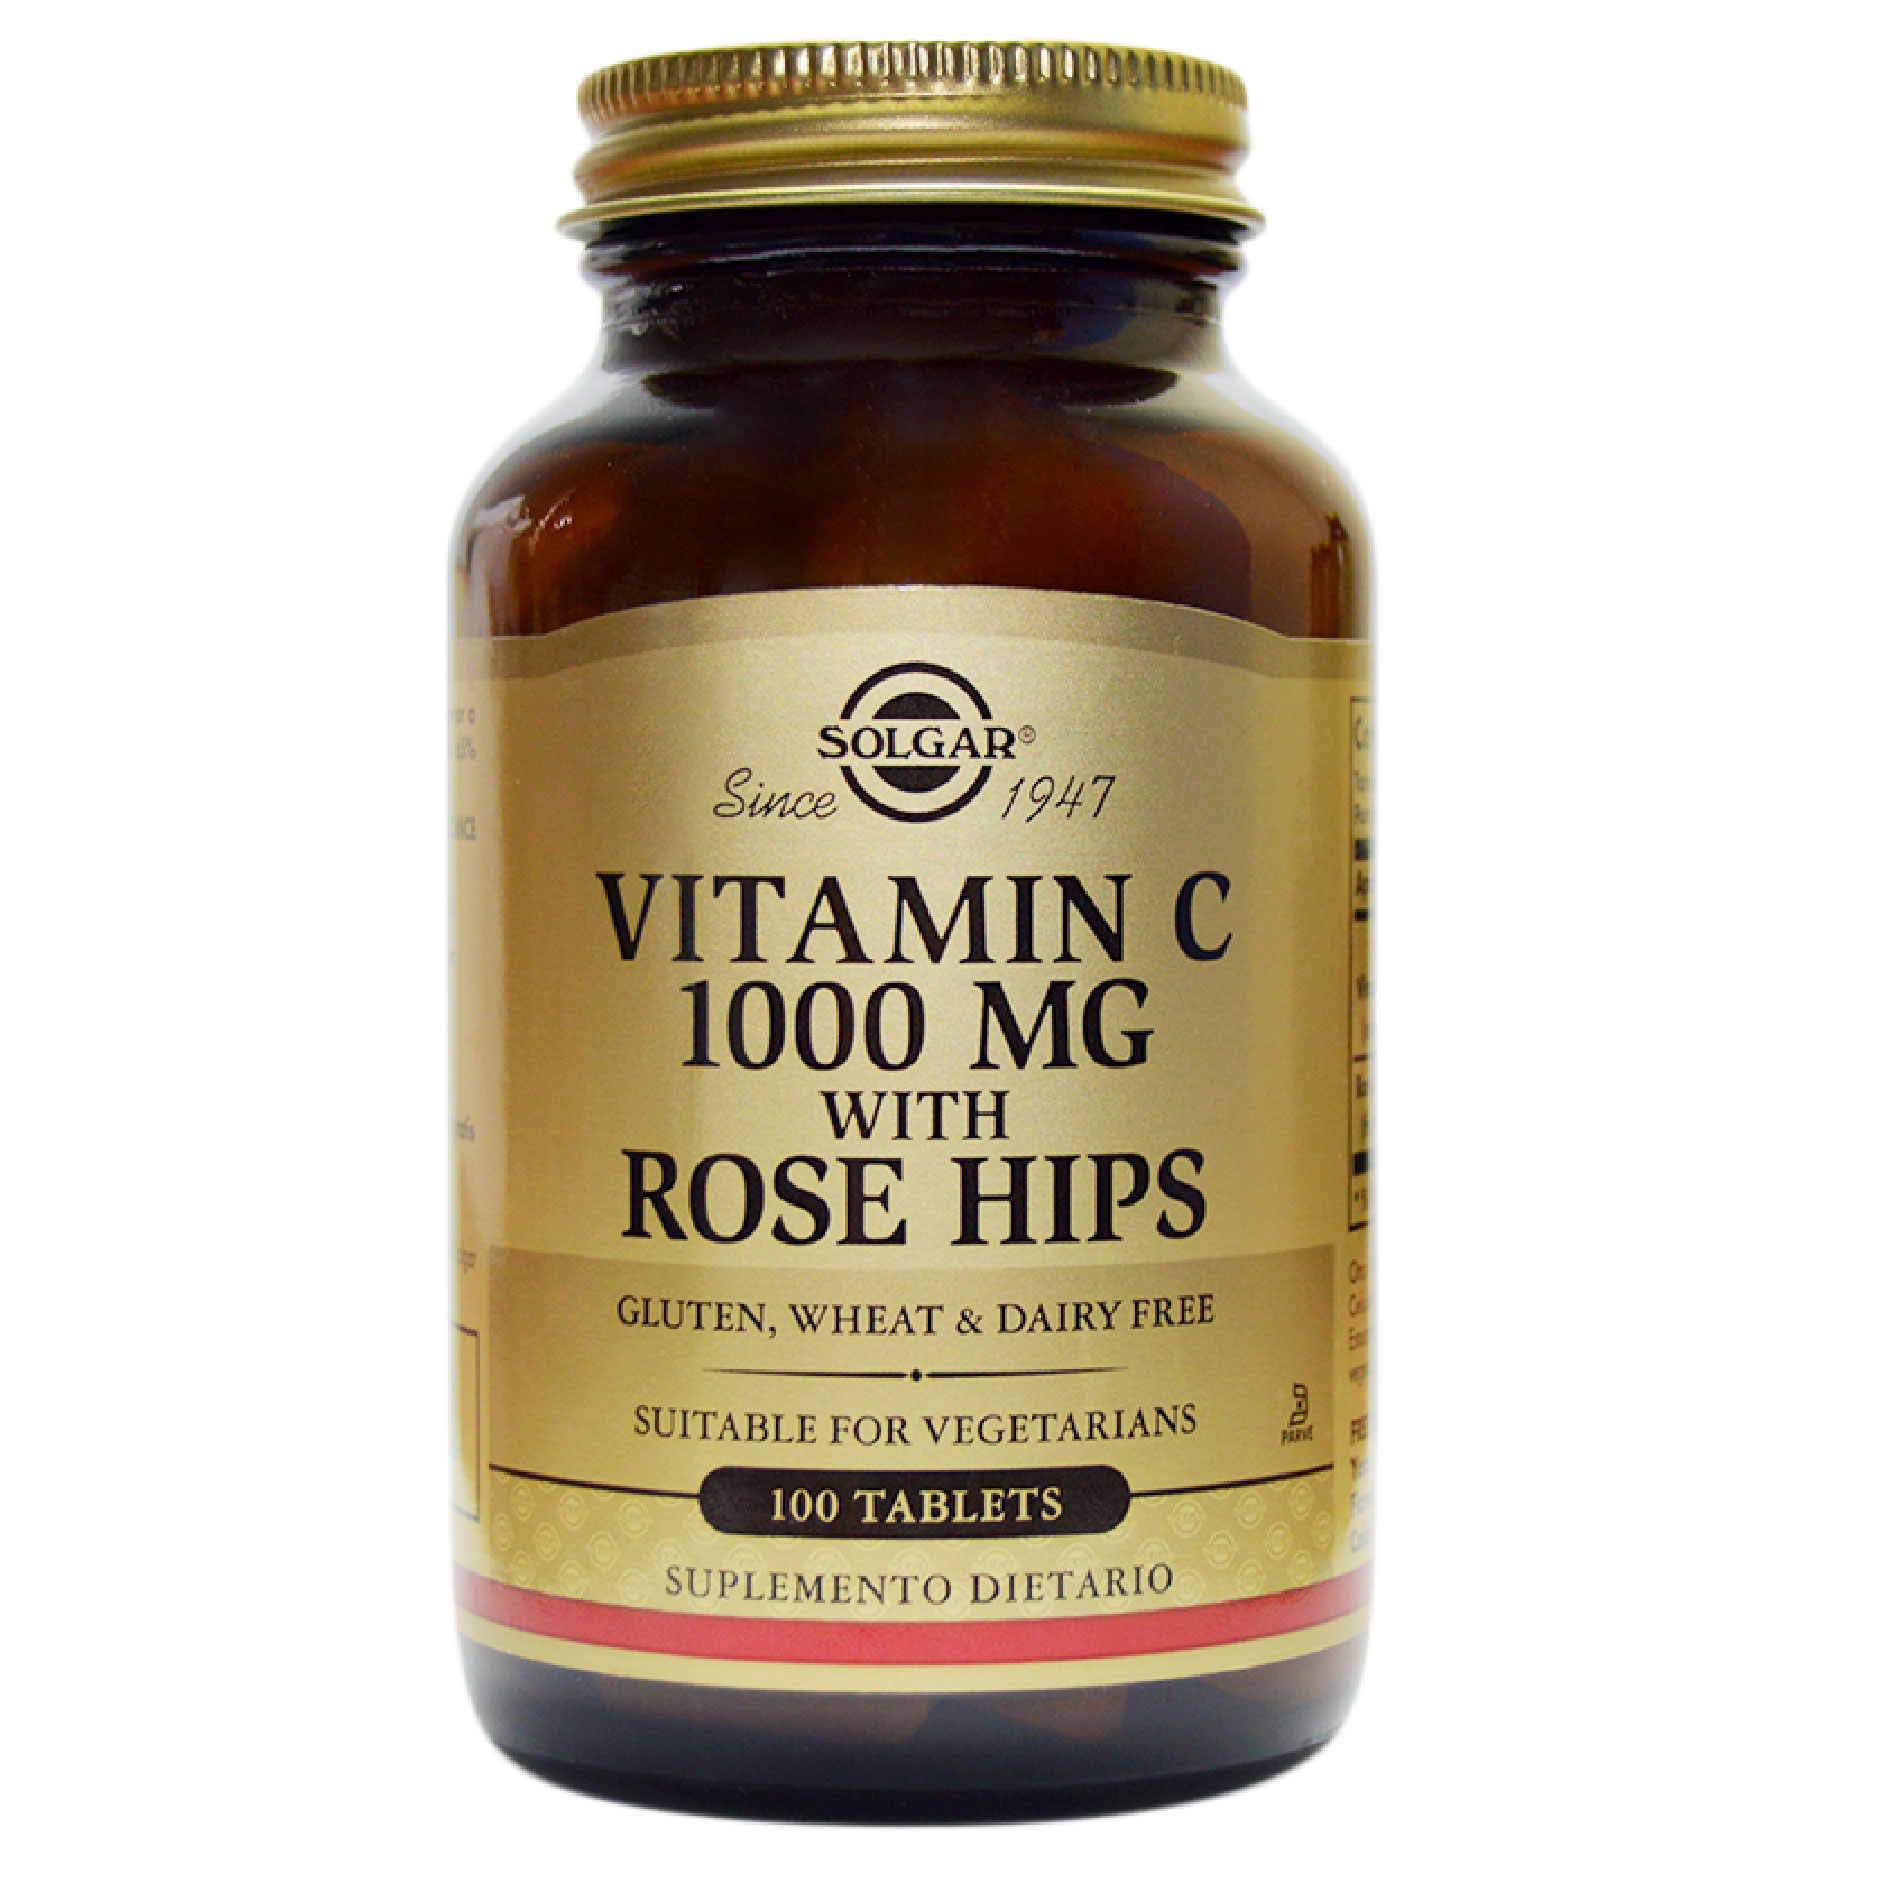 SOLGAR®
Since 1947
VITAMIN C
1000 MG
WITH
ROSE HIPS
GLUTEN, WHEAT & DAIRY FREE
SUITABLE FOR VEGETARIANS
PARVE
100 TABLETS
SUPLEMENTO DIETARIO